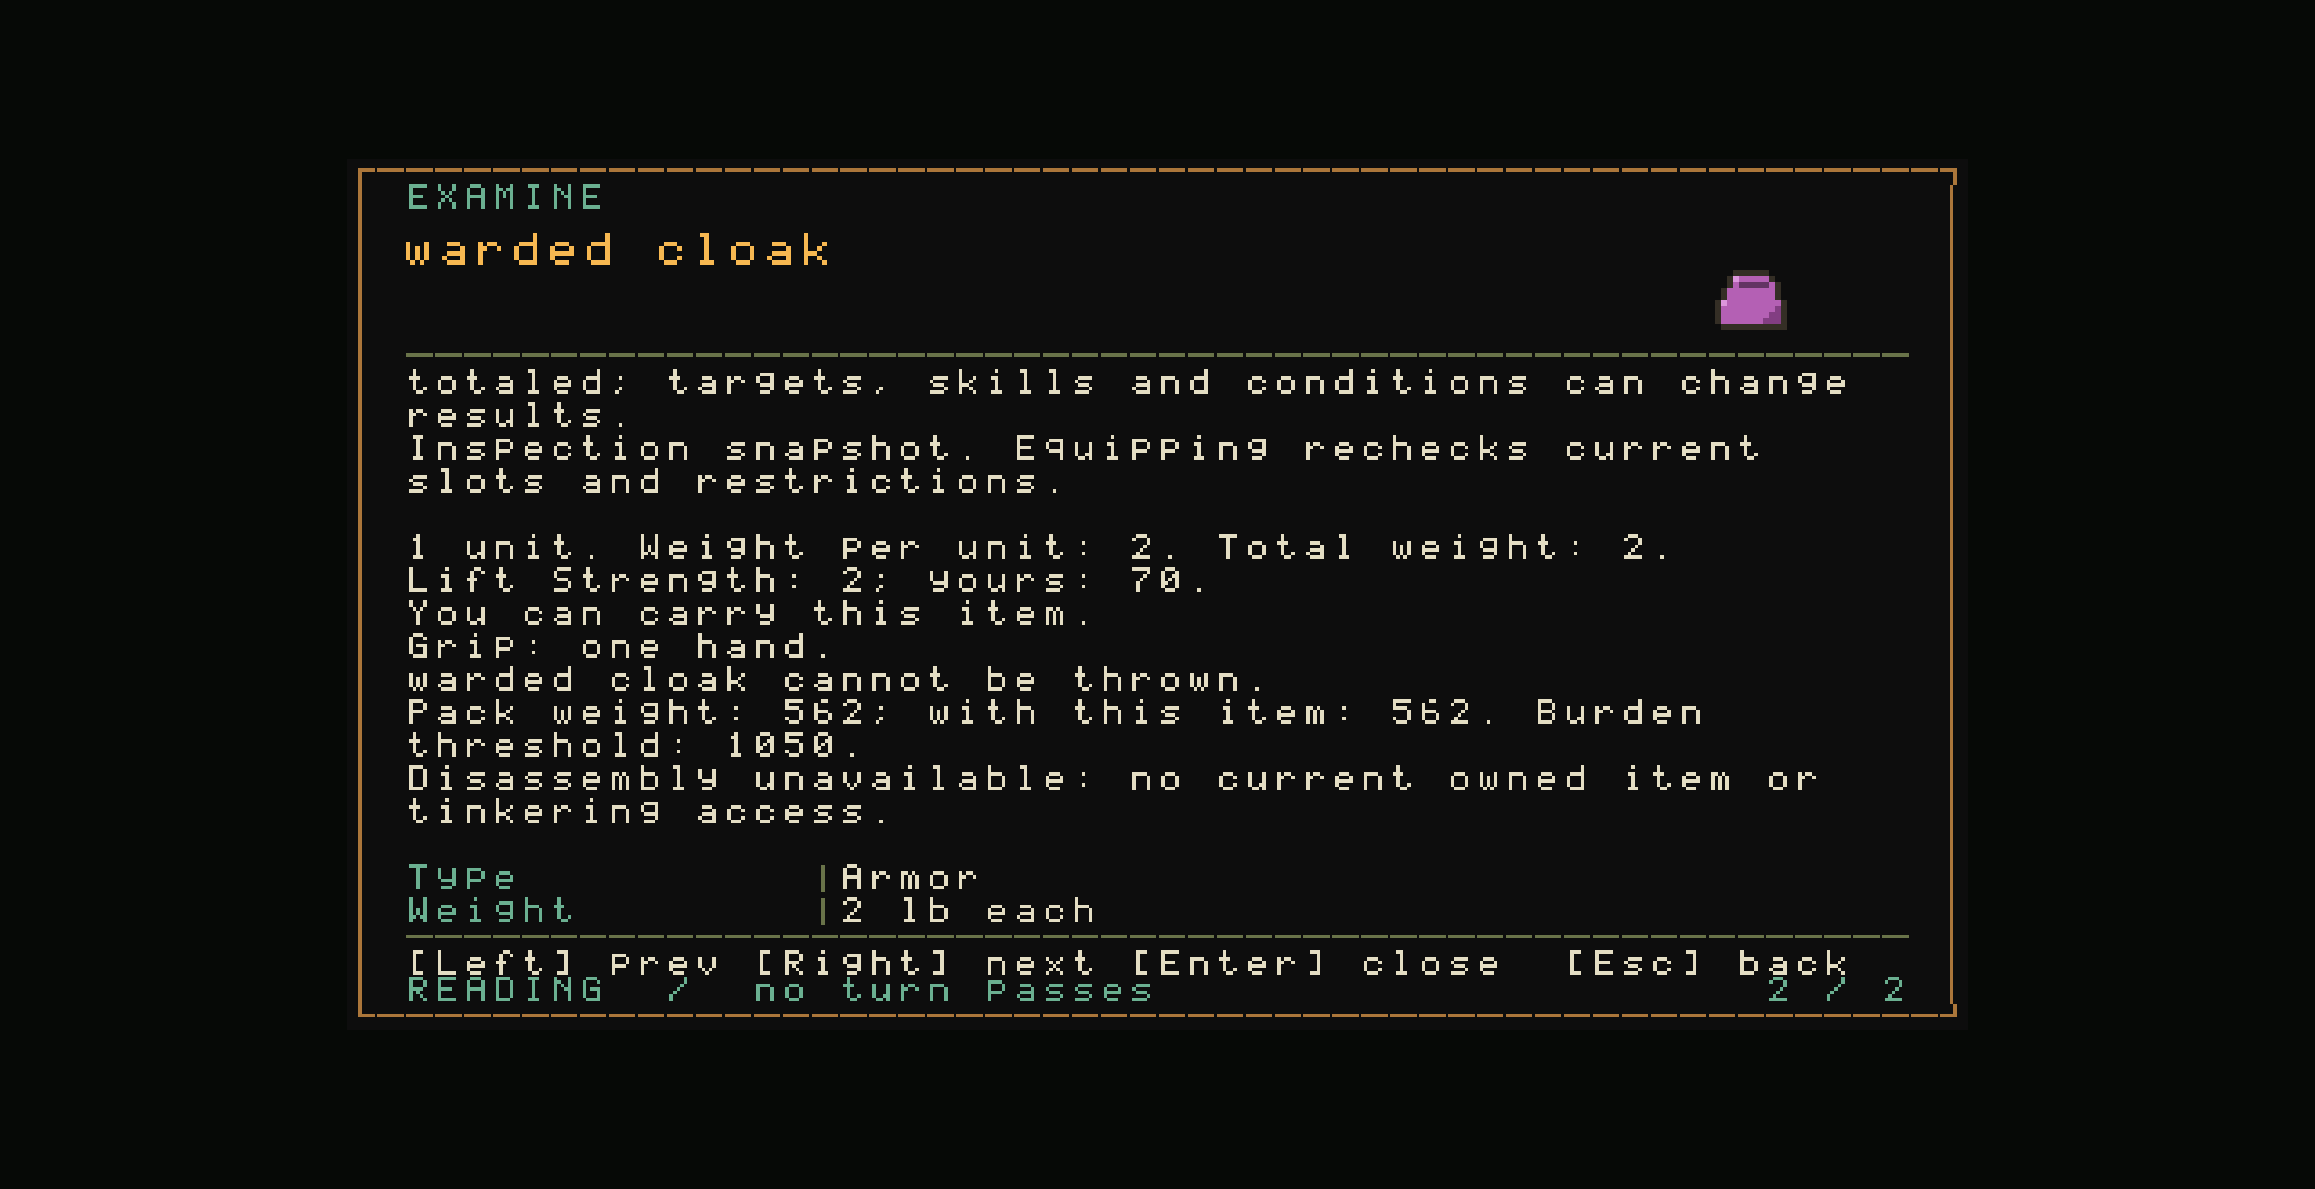 EXAMINE
warded cloak
totaled; targets, skills and conditions can change
results.
Inspection snapshot. Equipping rechecks current
slots and restrictions.
1 unit. Weight per unit: 2. Total weight: 2.
Lift Strength: 2; yours: 70.
You can carry this item.
Grip: one hand.
warded cloak cannot be thrown.
Pack weight: 562; with this item: 562. Burden
threshold: 1050.
Disassembly unavailable: no current owned item or
tinkering access.
Type |Armor
Weight |2 lb each
[Left] prev [Right] next [Enter] close [Esc] back
READING / no turn passes 2 / 2